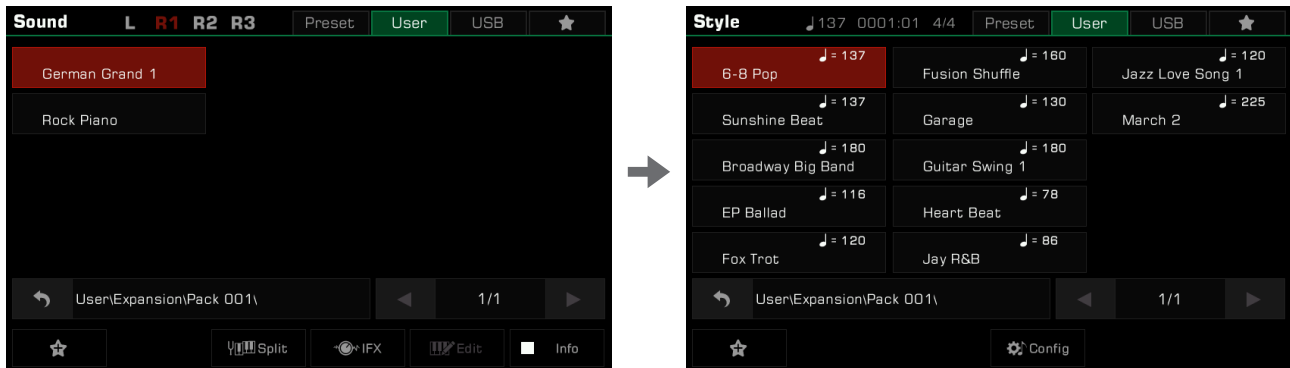 Sound L R1 R2 R3 Preset User USB
German Grand 1
Rock Piano
User\Expansion\Pack 001\ 1/1
Split IFX Edit Info
Style ♩137 0001:01 4/4 Preset User USB
♩= 137 ♩= 160 ♩= 120
6-8 Pop Fusion Shuffle Jazz Love Song 1
♩= 137 ♩= 130 ♩= 225
Sunshine Beat Garage March 2
♩= 180 ♩= 180
Broadway Big Band Guitar Swing 1
♩= 116 ♩= 78
EP Ballad Heart Beat
♩= 120 ♩= 86
Fox Trot Jay R&B
User\Expansion\Pack 001\ 1/1
Config